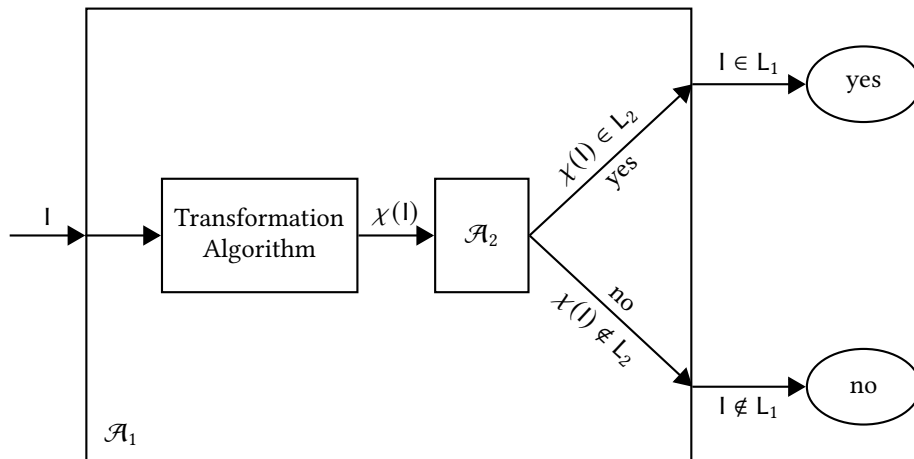 I ∈ L₁
yes
χ(I) ∈ L₂
yes
I
Transformation
Algorithm
χ(I)
𝒜₂
no
χ(I) ∉ L₂
no
I ∉ L₁
𝒜₁